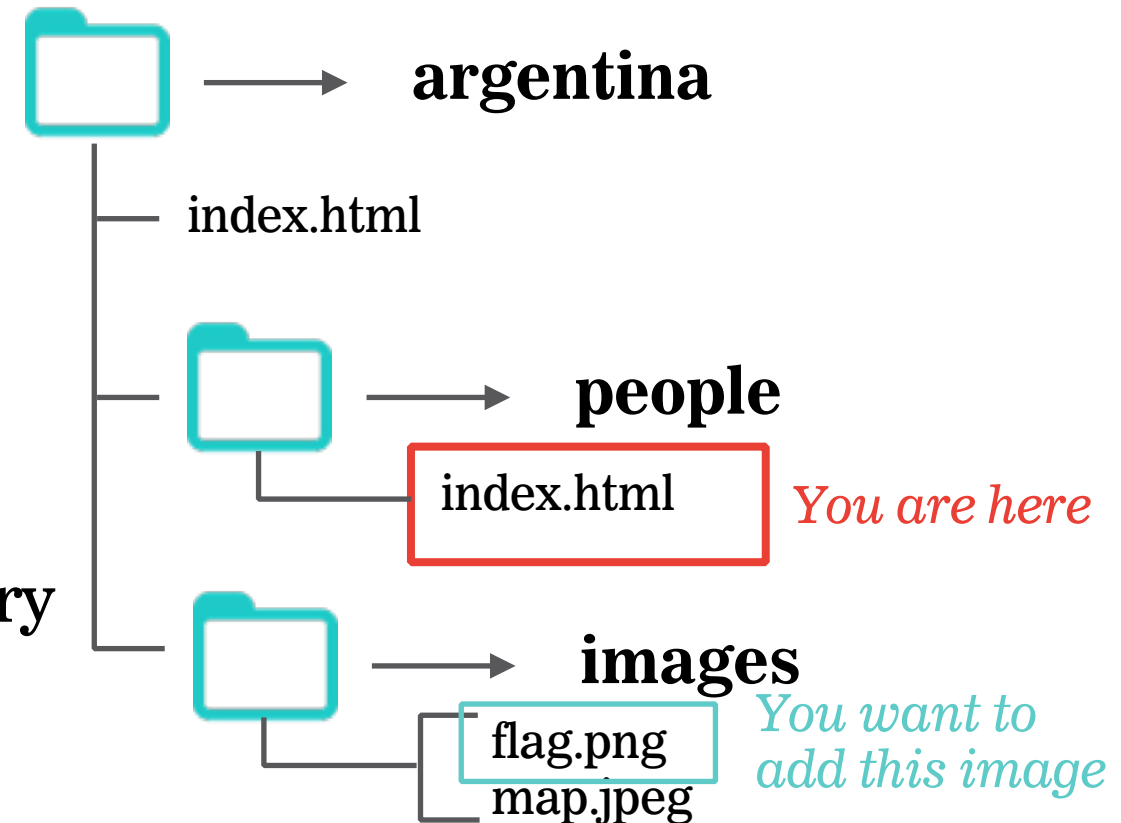 argentina
index.html
people
index.html
You are here
ry
images
You want to
add this image
flag.png
map.jpeg